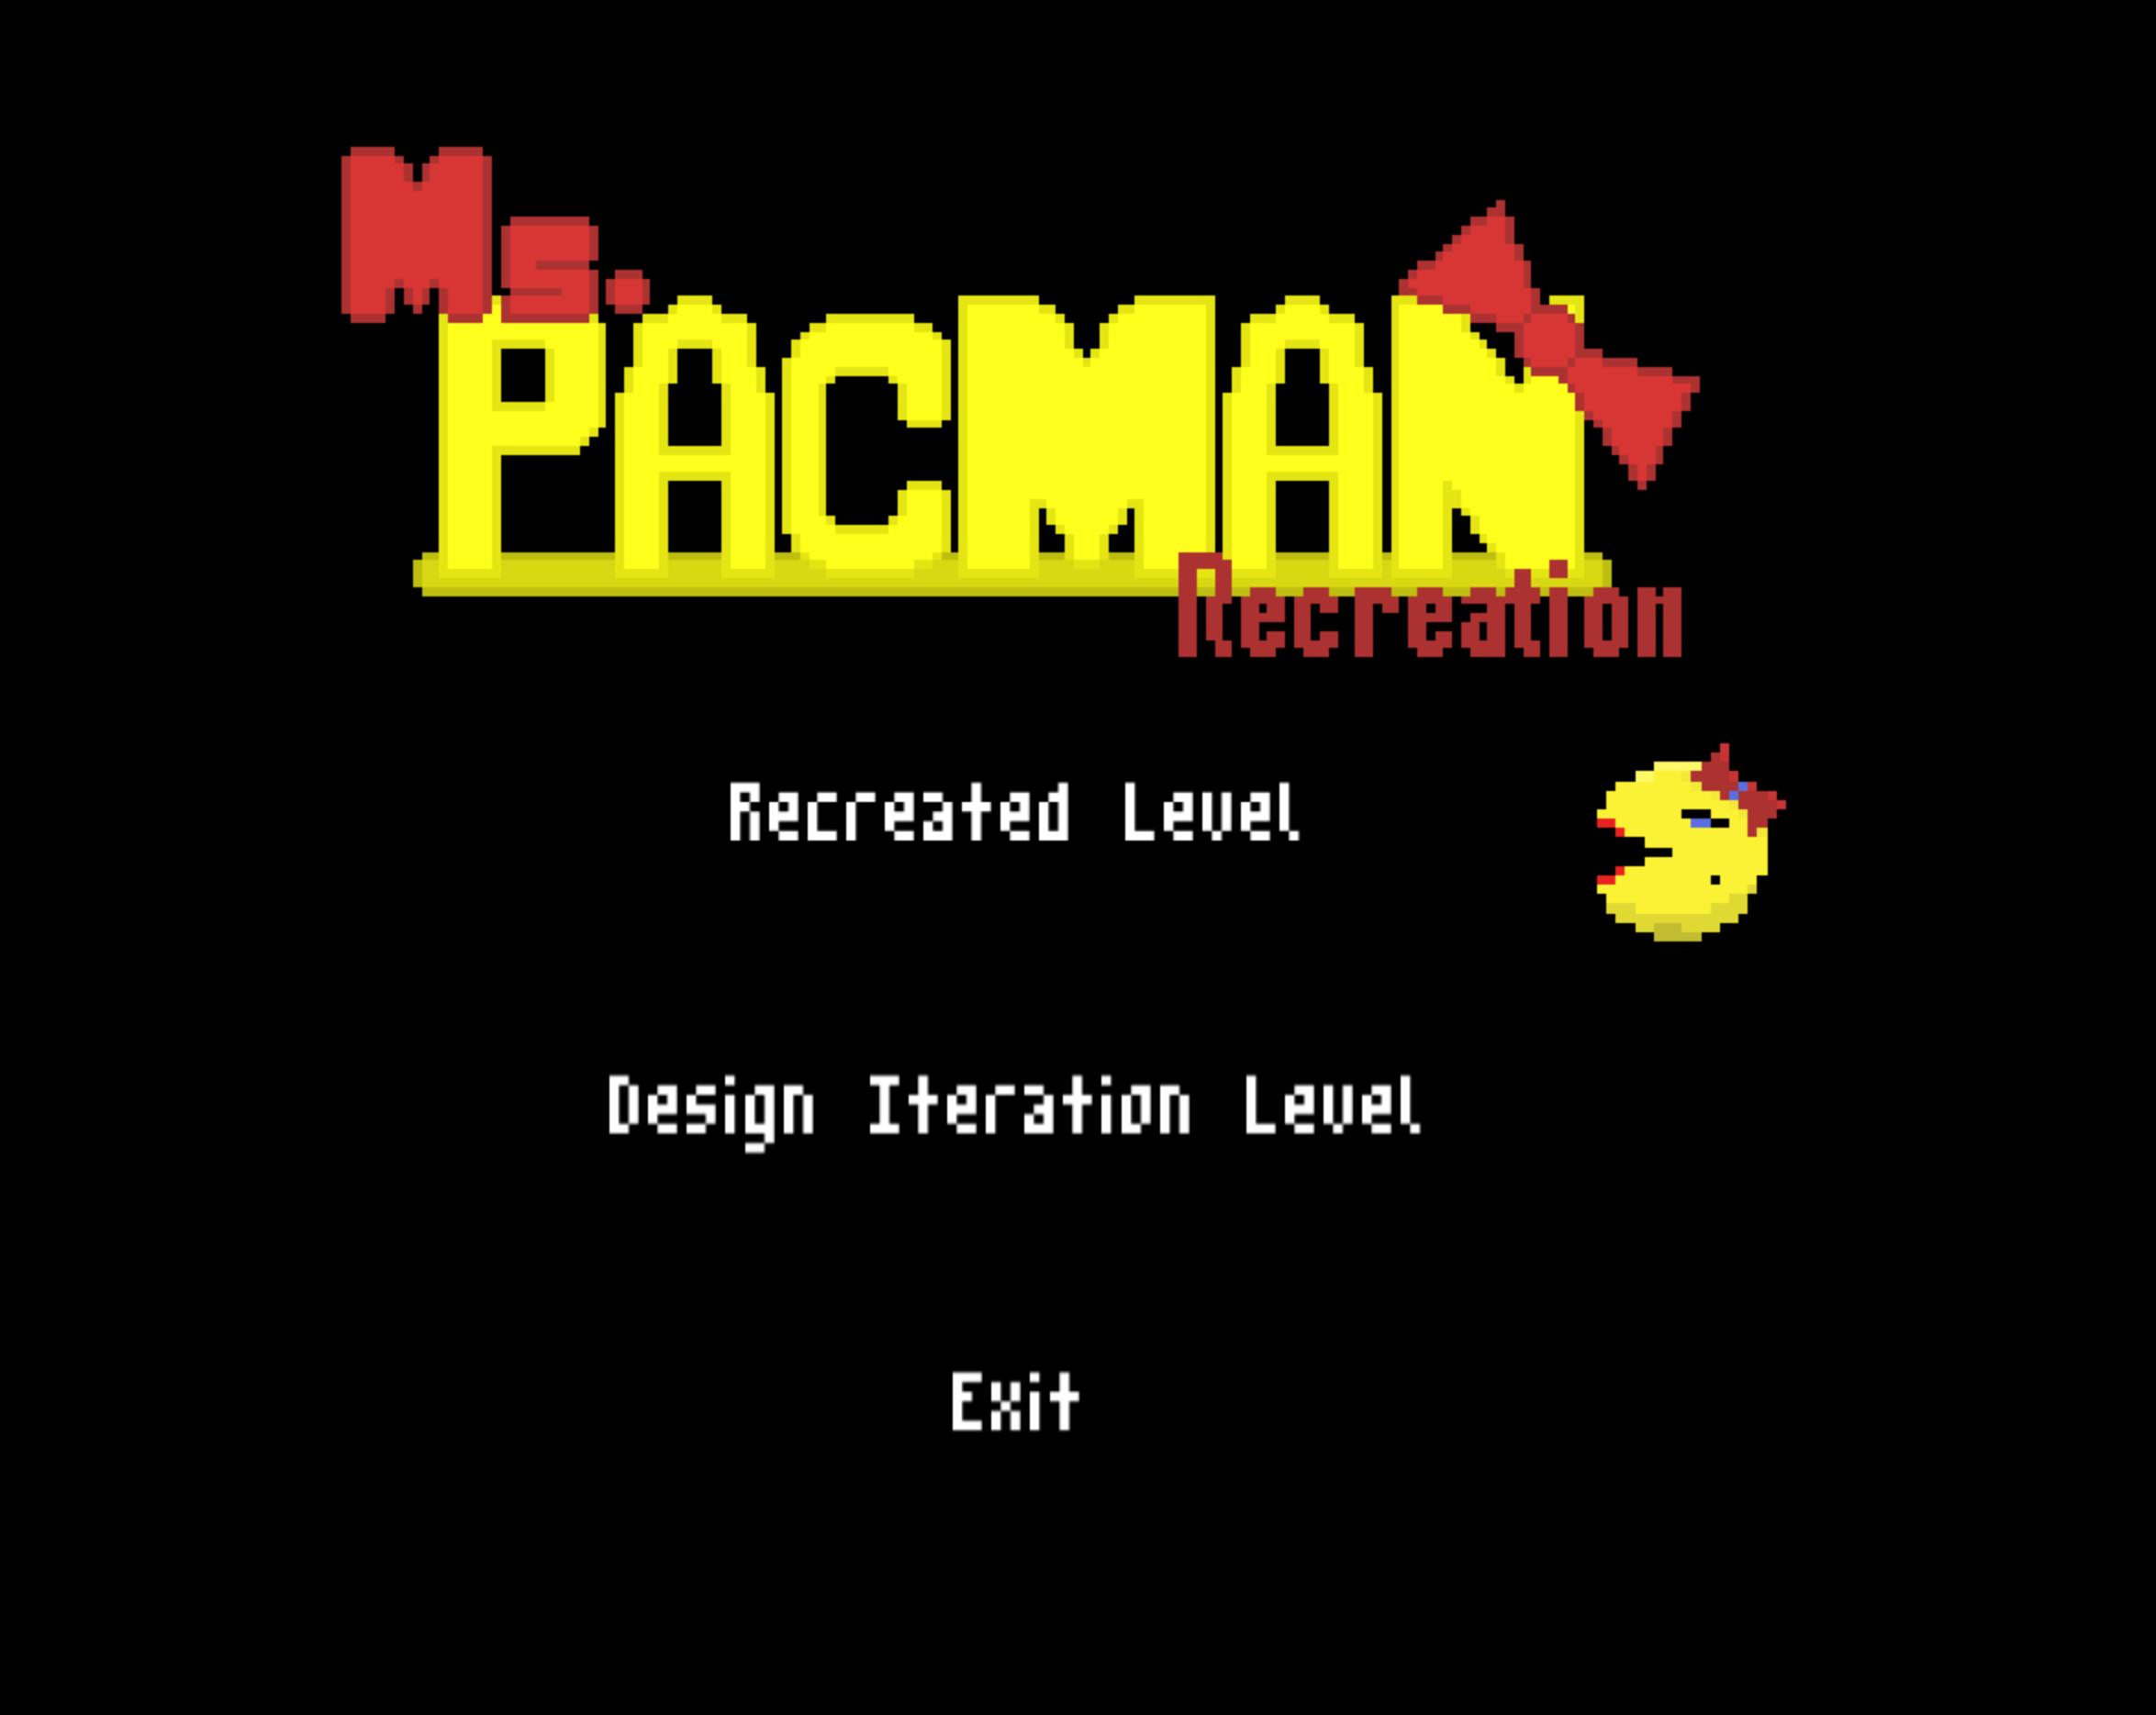 Ms.
PACMAN
Recreation
Recreated Level
Design Iteration Level
Exit